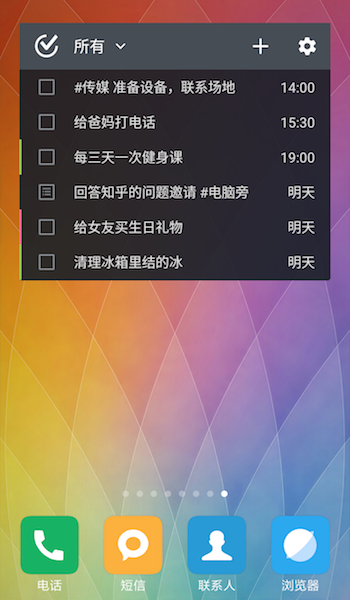 所有
#传媒 准备设备，联系场地 14:00
给爸妈打电话 15:30
每三天一次健身课 19:00
回答知乎的问题邀请 #电脑旁 明天
给女友买生日礼物 明天
清理冰箱里结的冰 明天
电话 短信 联系人 浏览器